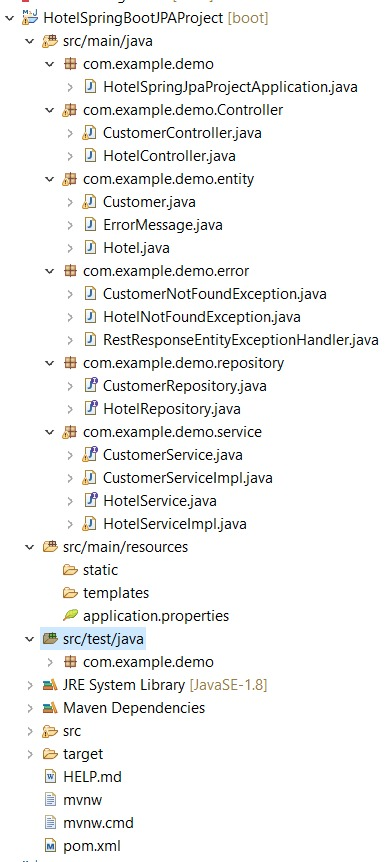 HotelSpringBootJPAProject [boot]
src/main/java
com.example.demo
HotelSpringJpaProjectApplication.java
com.example.demo.Controller
CustomerController.java
HotelController.java
com.example.demo.entity
Customer.java
ErrorMessage.java
Hotel.java
com.example.demo.error
CustomerNotFoundException.java
HotelNotFoundException.java
RestResponseEntityExceptionHandler.java
com.example.demo.repository
CustomerRepository.java
HotelRepository.java
com.example.demo.service
CustomerService.java
CustomerServiceImpl.java
HotelService.java
HotelServiceImpl.java
src/main/resources
static
templates
application.properties
src/test/java
com.example.demo
JRE System Library [JavaSE-1.8]
Maven Dependencies
src
target
HELP.md
mvnw
mvnw.cmd
pom.xml